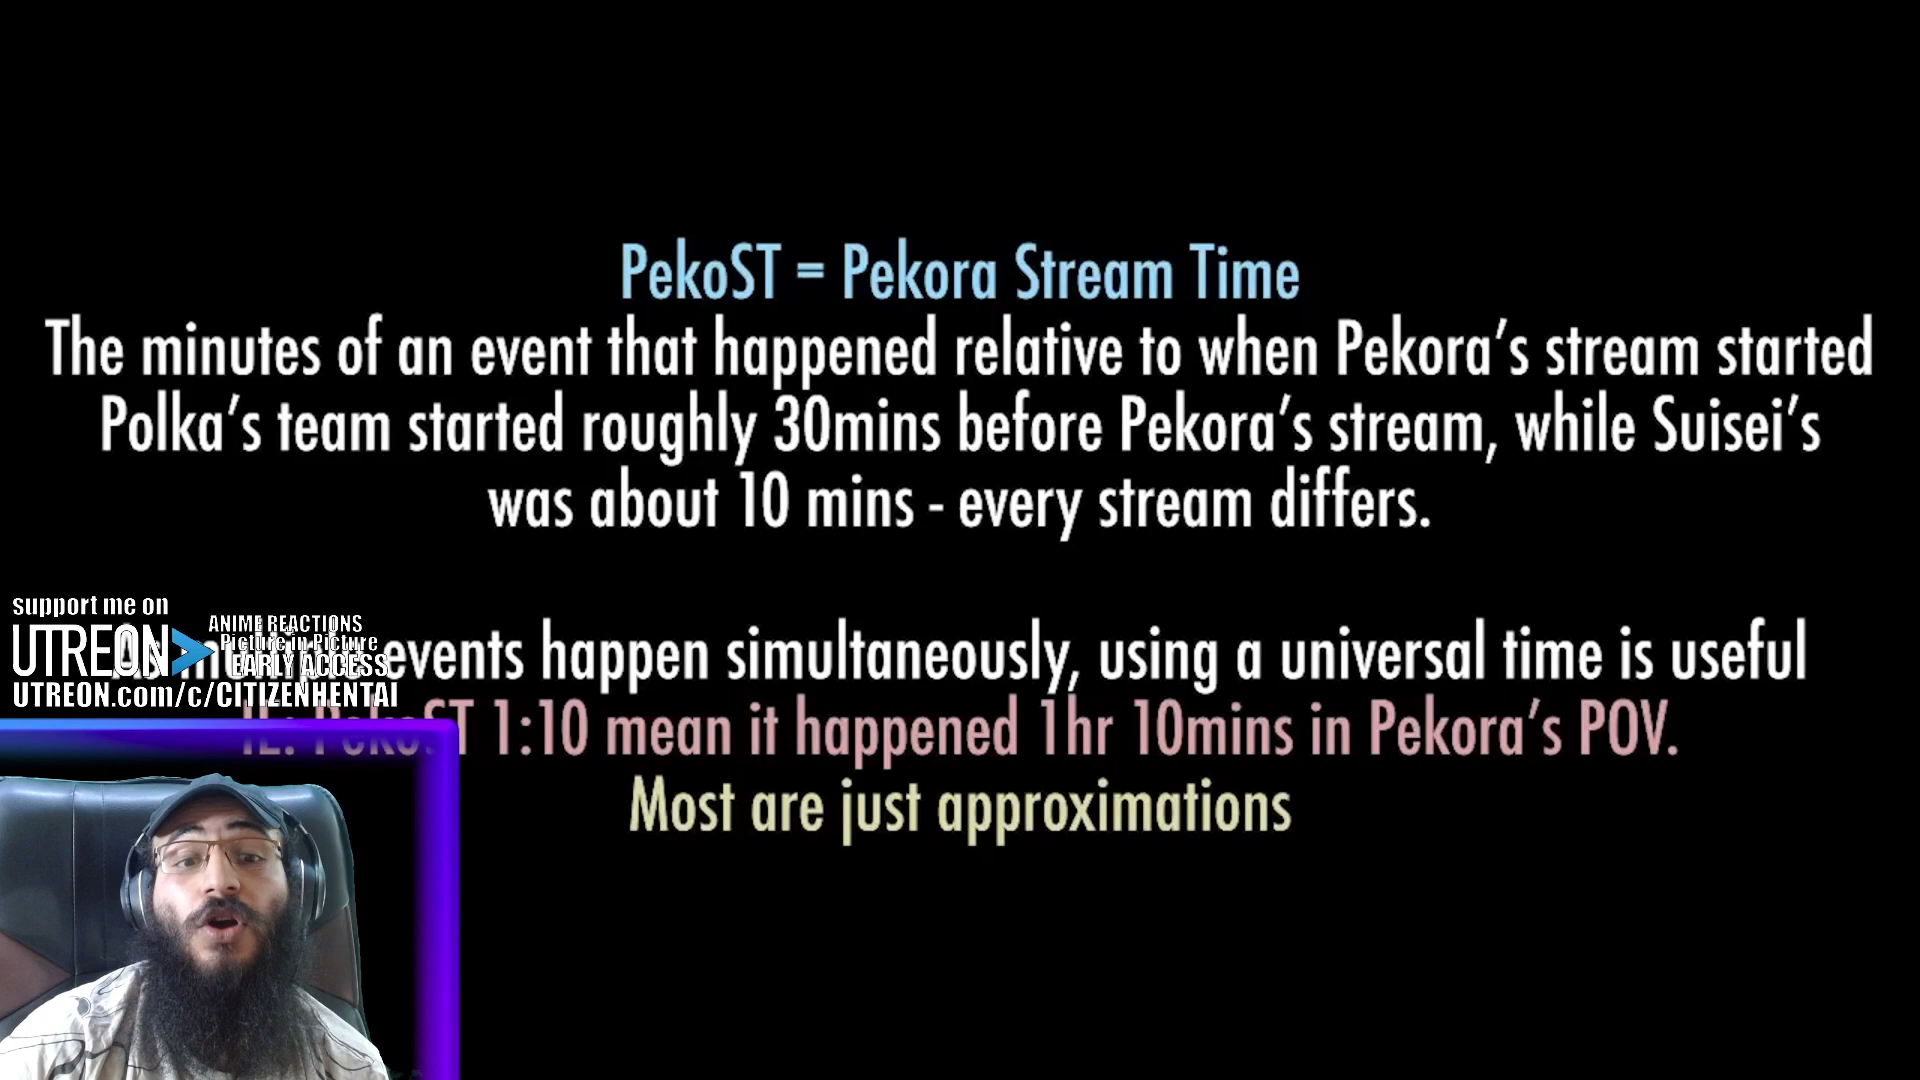 PekoST = Pekora Stream Time
The minutes of an event that happened relative to when Pekora’s stream started
Polka’s team started roughly 30mins before Pekora’s stream, while Suisei’s
was about 10 mins - every stream differs.
events happen simultaneously, using a universal time is useful
IE: PekoST 1:10 mean it happened 1hr 10mins in Pekora’s POV.
Most are just approximations
support me on
UTREON
ANIME REACTIONS
Picture in Picture
EARLY ACCESS
UTREON.com/c/CITIZENHENTAI